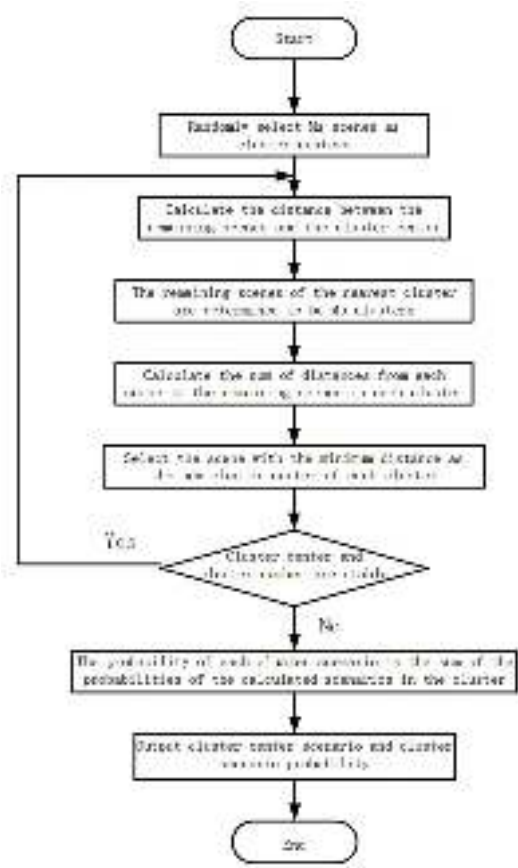 Start
Randomly select Ns scenes as
cluster centers
Calculate the distance between the
remaining scenes and the cluster center
The remaining scenes of the nearest cluster
are determined to be Ns clusters
Calculate the sum of distances from each
scene to the remaining scenes in each cluster
Select the scene with the minimum distance as
the new cluster center of each cluster
Yes
Cluster center and
cluster are stable
No
The probability of each cluster scenario is the sum of the
probabilities of the calculated scenarios in the cluster
Output cluster center scenario and cluster
scenario probability
End